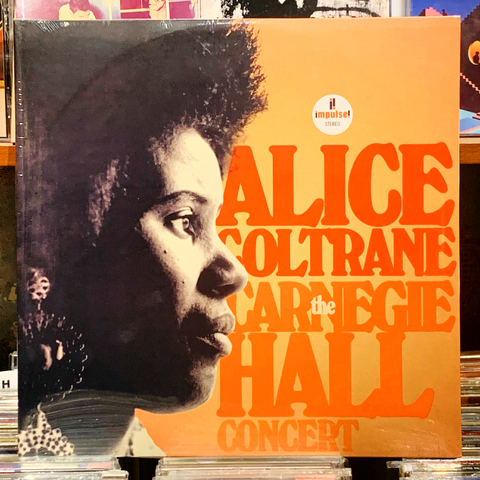 impulse!
STEREO
ALICE
COLTRANE
the
CARNEGIE
HALL
CONCERT
H